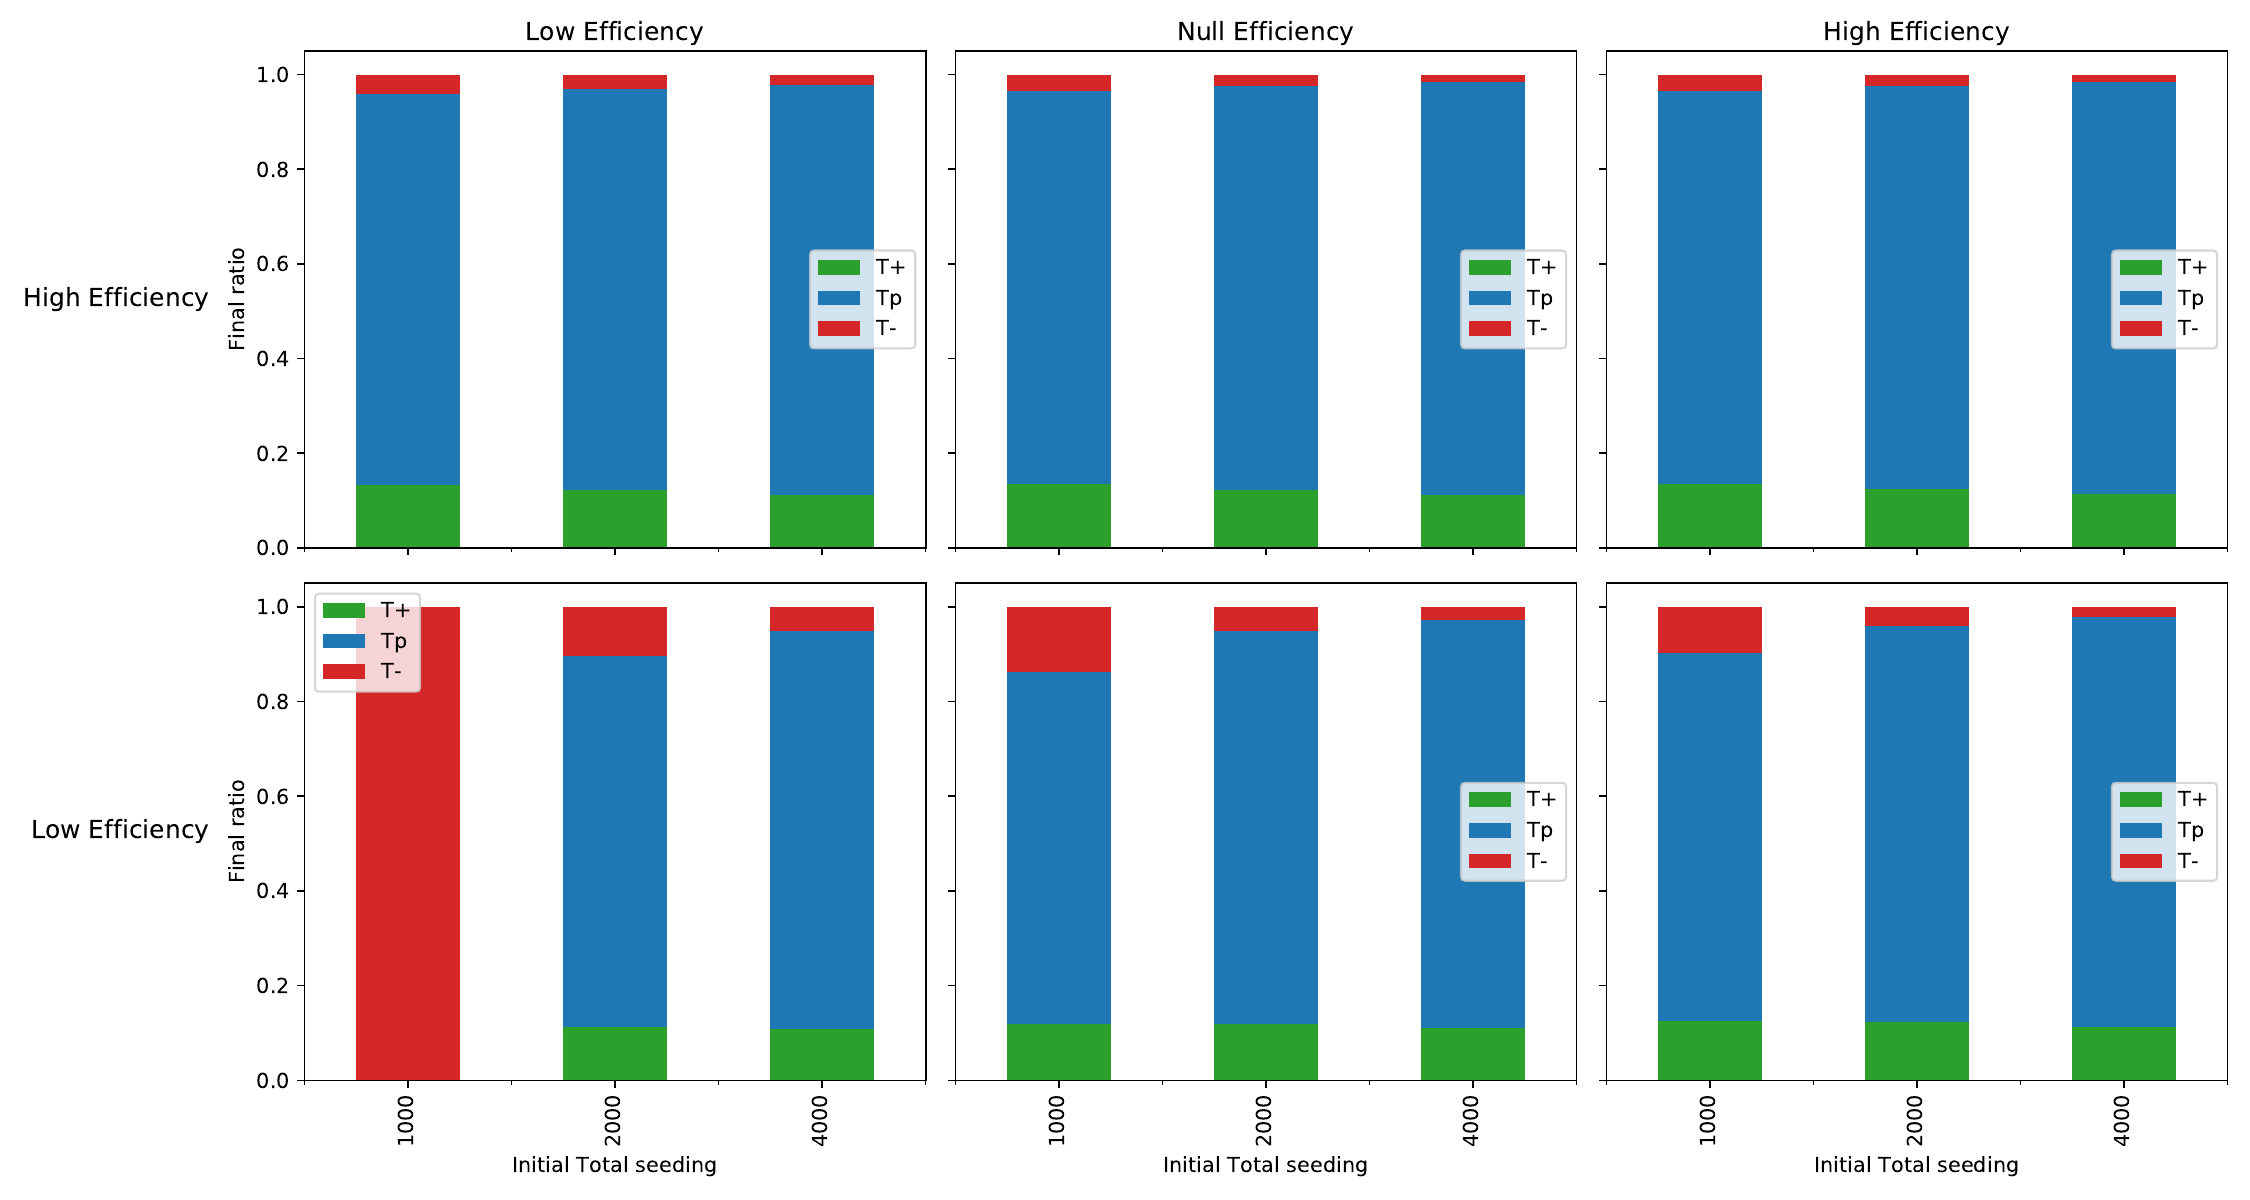 Low Efficiency
Null Efficiency
High Efficiency
High Efficiency
Final ratio
1.0
0.8
0.6
0.4
0.2
0.0
T+
Tp
T-
T+
Tp
T-
T+
Tp
T-
Low Efficiency
Final ratio
1.0
0.8
0.6
0.4
0.2
0.0
T+
Tp
T-
T+
Tp
T-
T+
Tp
T-
1000
2000
4000
1000
2000
4000
1000
2000
4000
Initial Total seeding
Initial Total seeding
Initial Total seeding